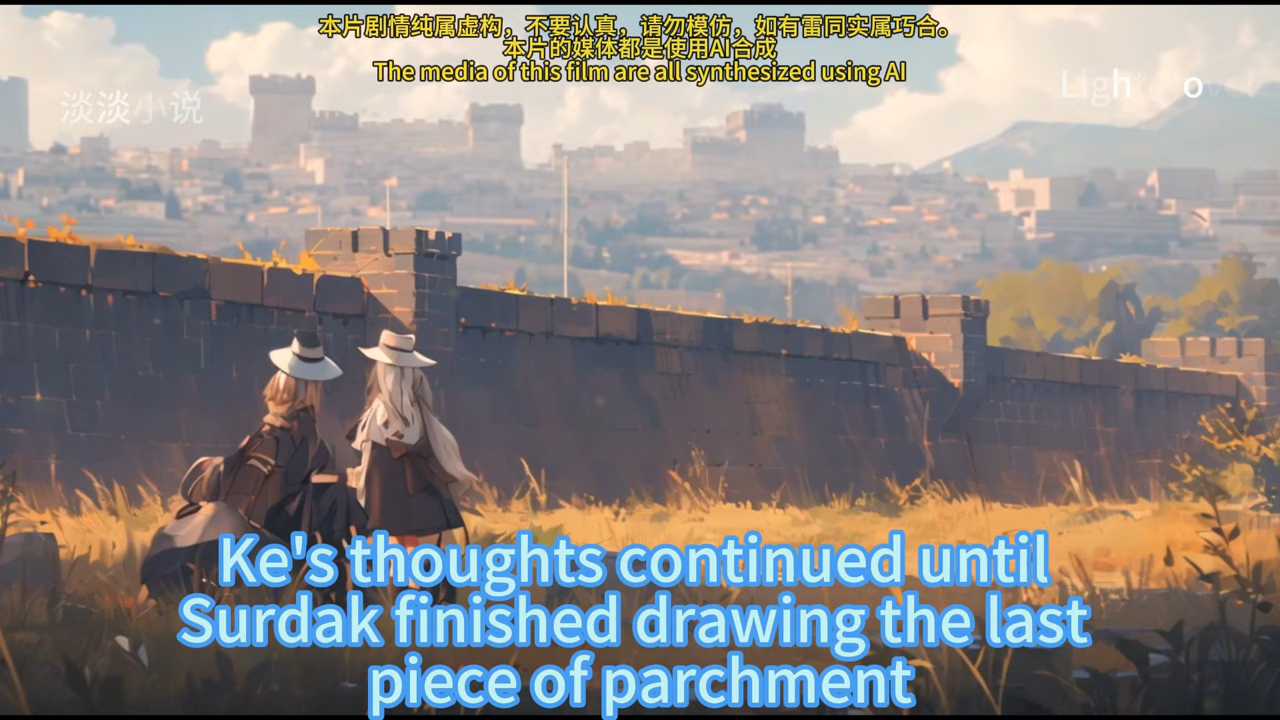 本片剧情纯属虚构，不要认真，请勿模仿，如有雷同实属巧合。
本片的媒体都是使用AI合成
The media of this film are all synthesized using AI
淡淡小说
Ke's thoughts continued until
Surdak finished drawing the last
piece of parchment